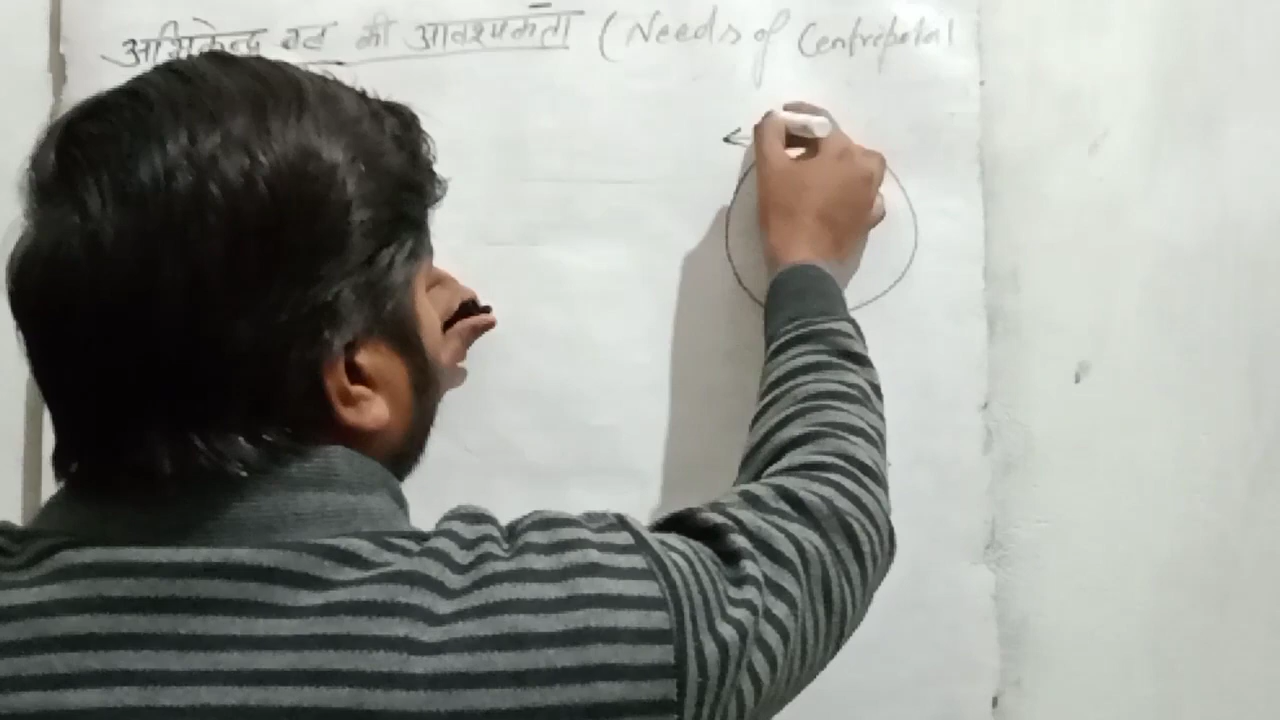 अभिकेन्द्र बल की आवश्यकता (Needs of Centripetal